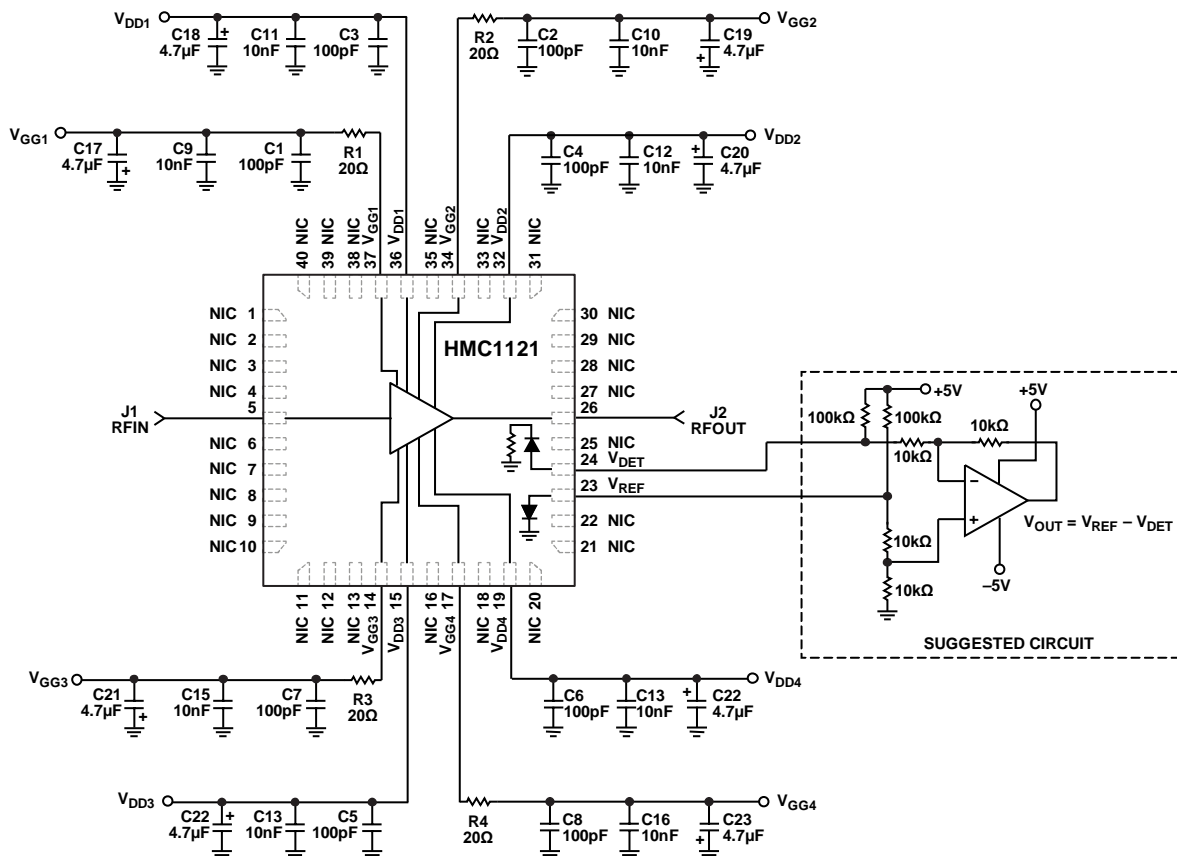 VDD1
C18
4.7µF
+
C11
10nF
C3
100pF
R2
20Ω
C2
100pF
C10
10nF
C19
4.7µF
+
VGG2
VGG1
C17
4.7µF
+
C9
10nF
C1
100pF
R1
20Ω
C4
100pF
C12
10nF
+
C20
4.7µF
VDD2
40 NIC
39 NIC
38 NIC
37 VGG1
36 VDD1
35 NIC
34 VGG2
33 NIC
32 VDD2
31 NIC
HMC1121
NIC 1
NIC 2
NIC 3
NIC 4
5
NIC 6
NIC 7
NIC 8
NIC 9
NIC 10
J1
RFIN
30 NIC
29 NIC
28 NIC
27 NIC
26
25 NIC
24 VDET
23 VREF
22 NIC
21 NIC
J2
RFOUT
+5V
+5V
100kΩ
100kΩ
10kΩ
10kΩ
−
+
VOUT = VREF − VDET
10kΩ
10kΩ
−5V
SUGGESTED CIRCUIT
NIC 11
NIC 12
NIC 13
VGG3 14
VDD3 15
NIC 16
VGG4 17
NIC 18
VDD4 19
NIC 20
VGG3
C21
4.7µF
+
C15
10nF
C7
100pF
R3
20Ω
C6
100pF
C13
10nF
+
C22
4.7µF
VDD4
VDD3
C22
4.7µF
+
C13
10nF
C5
100pF
R4
20Ω
C8
100pF
C16
10nF
C23
4.7µF
+
VGG4